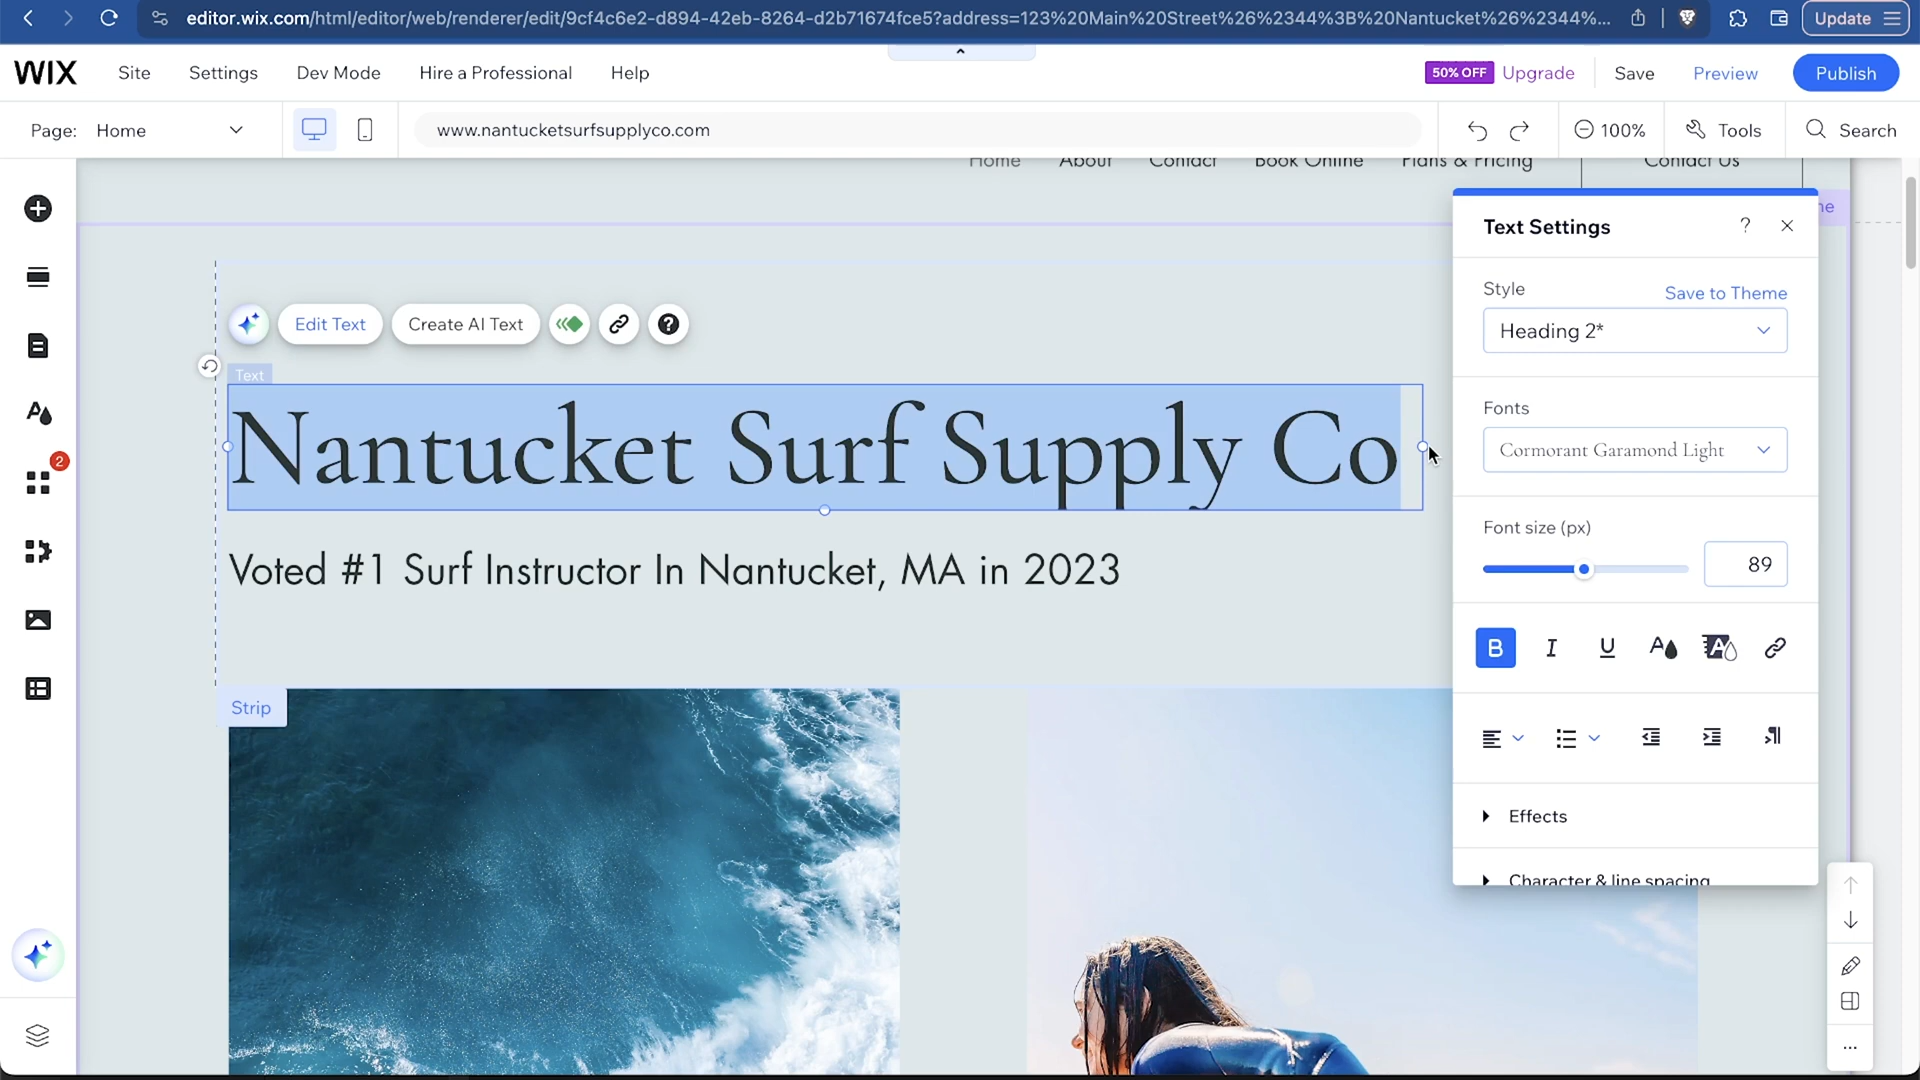 editor.wix.com/html/editor/web/renderer/edit/9cf4c6e2-d894-42eb-8264-d2b71674fce5?address=123%20Main%20Street%26%2344%3B%20Nantucket%26%2344%...
Update
WIX Site Settings Dev Mode Hire a Professional Help
50% OFF Upgrade Save Preview Publish
Page: Home www.nantucketsurfsupplyco.com 100% Tools Search
Home About Contact Book Online Plans & Pricing Contact Us
Text Settings ?
Style Save to Theme
Heading 2*
Edit Text Create AI Text ?
Text
Nantucket Surf Supply Co
Fonts
Cormorant Garamond Light
2
Font size (px)
89
Voted #1 Surf Instructor In Nantucket, MA in 2023
B I U A A
Strip
Effects
Character & line spacing